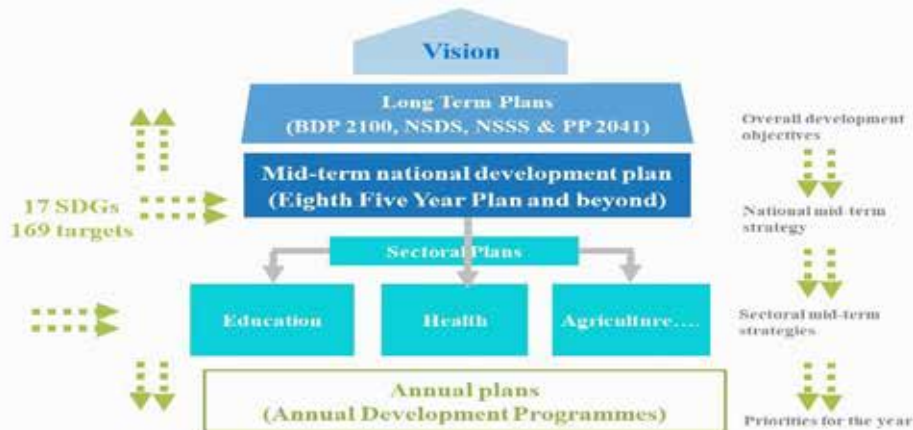 Vision
Long Term Plans
(BDP 2100, NSDS, NSSS & PP 2041)
Overall development
objectives
Mid-term national development plan
(Eighth Five Year Plan and beyond)
17 SDGs
169 targets
National mid-term
strategy
Sectoral Plans
Education
Health
Agriculture....
Sectoral mid-term
strategies
Annual plans
(Annual Development Programmes)
Priorities for the year